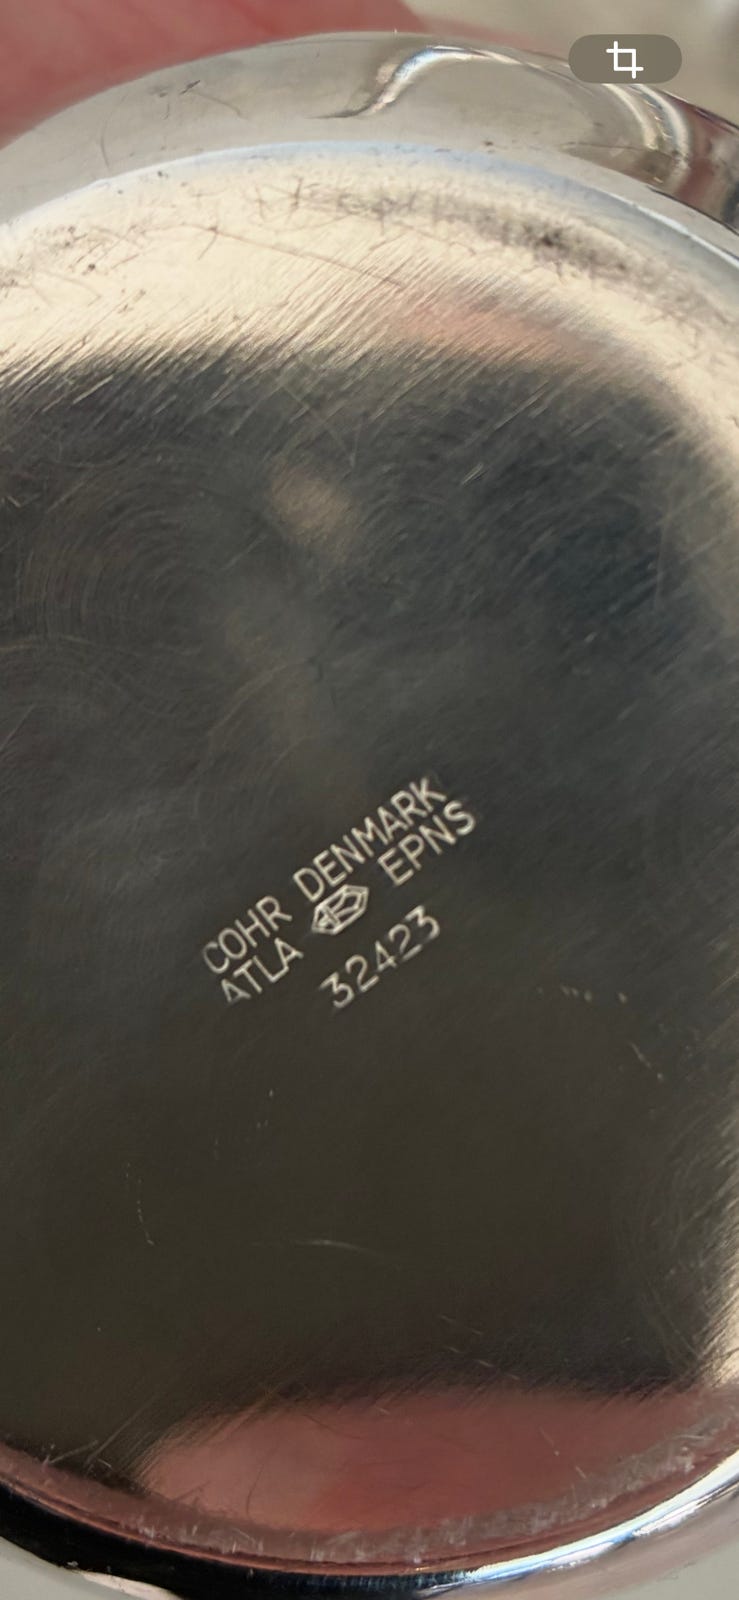 COHR DENMARK
ATLA EPNS
32423